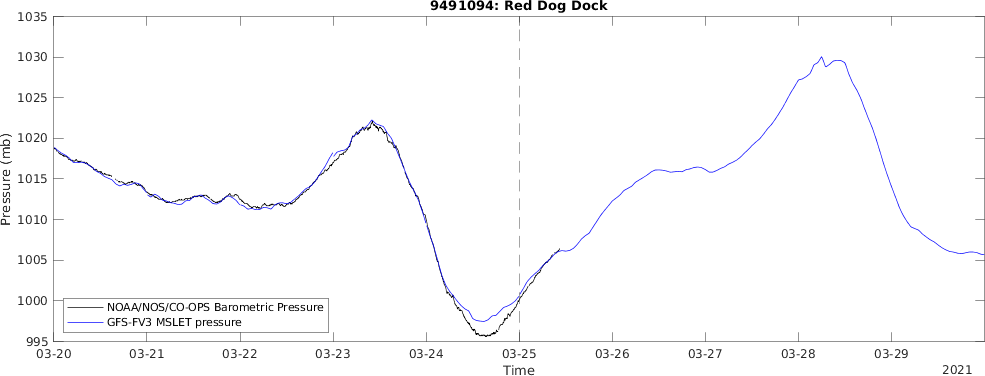 9491094: Red Dog Dock
Pressure (mb)
1035
1030
1025
1020
1015
1010
1005
1000
995
NOAA/NOS/CO-OPS Barometric Pressure
GFS-FV3 MSLET pressure
03-20 03-21 03-22 03-23 03-24 03-25 03-26 03-27 03-28 03-29
Time
2021